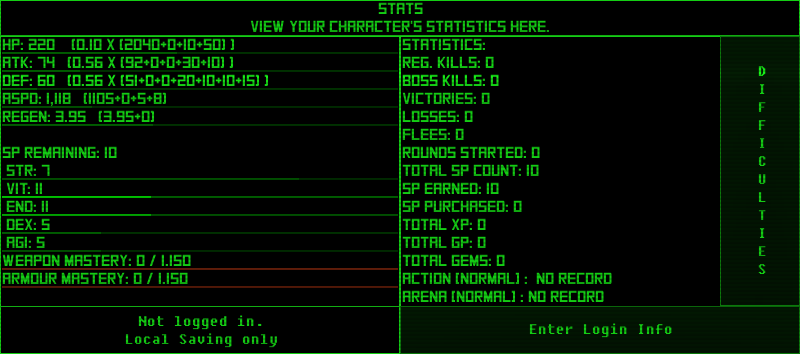 STATS
VIEW YOUR CHARACTER'S STATISTICS HERE.
HP: 220 (0.10 X (2040+0+10+50) )
ATK: 74 (0.56 X (92+0+0+30+10) )
DEF: 60 (0.56 X (51+0+0+20+10+10+15) )
ASPD: 1,118 (1105+0+5+8)
REGEN: 3.95 (3.95+0)
SP REMAINING: 10
STR: 7
VIT: 11
END: 11
DEX: 5
AGI: 5
WEAPON MASTERY: 0 / 1.150
ARMOUR MASTERY: 0 / 1.150
STATISTICS:
REG. KILLS: 0
BOSS KILLS: 0
VICTORIES: 0
LOSSES: 0
FLEES: 0
ROUNDS STARTED: 0
TOTAL SP COUNT: 10
SP EARNED: 10
SP PURCHASED: 0
TOTAL XP: 0
TOTAL GP: 0
TOTAL GEMS: 0
ACTION (NORMAL) : NO RECORD
ARENA (NORMAL) : NO RECORD
DIFFICULTIES
Not logged in.
Local Saving only
Enter Login Info